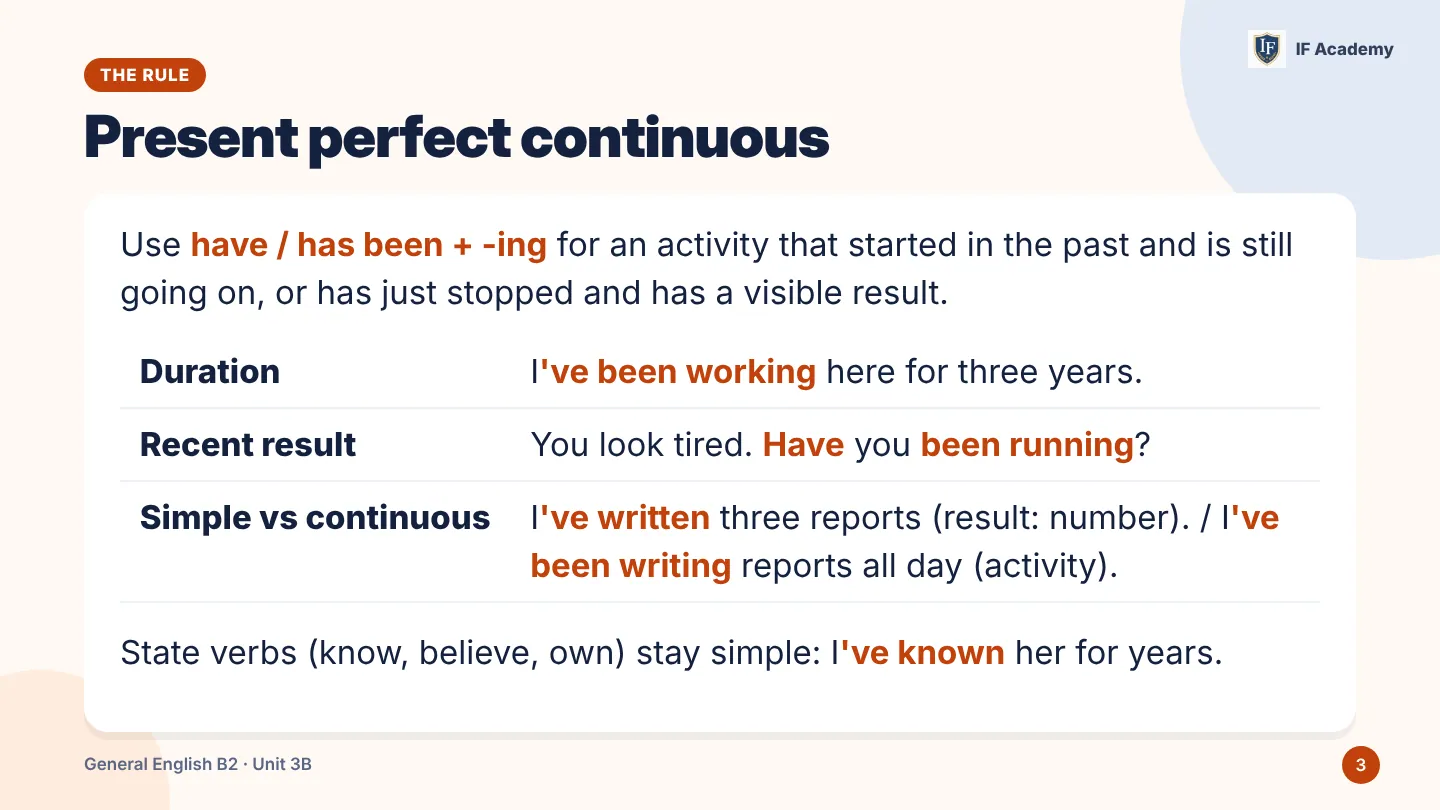 IF
IF Academy
THE RULE
Present perfect continuous
Use have / has been + -ing for an activity that started in the past and is still
going on, or has just stopped and has a visible result.
Duration
I've been working here for three years.
Recent result
You look tired. Have you been running?
Simple vs continuous
I've written three reports (result: number). / I've
been writing reports all day (activity).
State verbs (know, believe, own) stay simple: I've known her for years.
General English B2 · Unit 3B
3